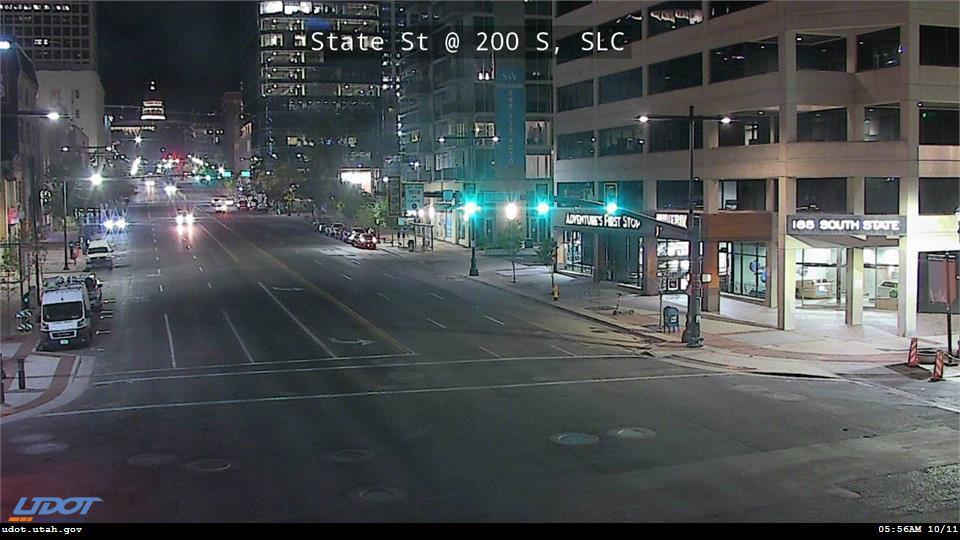 State St @ 200 S, SLC
ADVENTURE'S FIRST STOP
165 SOUTH STATE
UDOT
udot.utah.gov
05:56AM 10/11